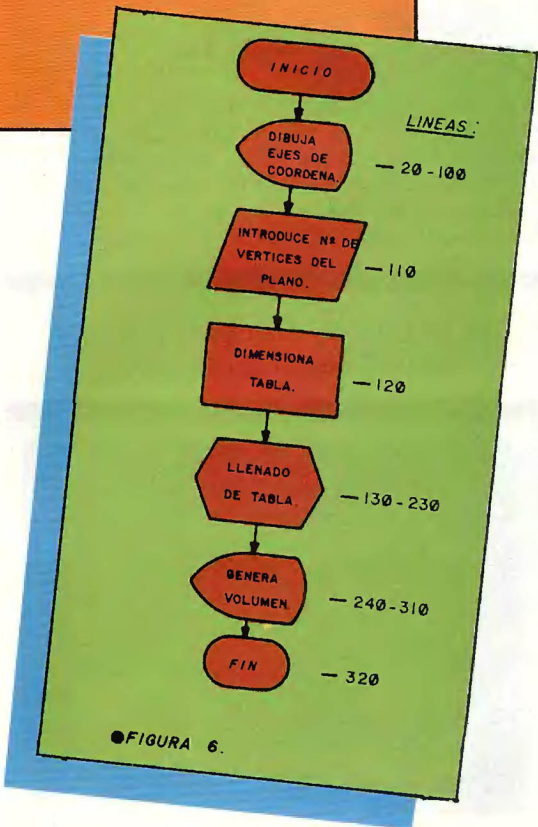 INICIO
LINEAS:
DIBUJA
EJES DE
COORDENA.
— 20-100
INTRODUCE Nº DE
VERTICES DEL
PLANO.
— 110
DIMENSIONA
TABLA.
— 120
LLENADO
DE TABLA.
— 130-230
GENERA
VOLUMEN.
— 240-310
FIN
— 320
●FIGURA 6.